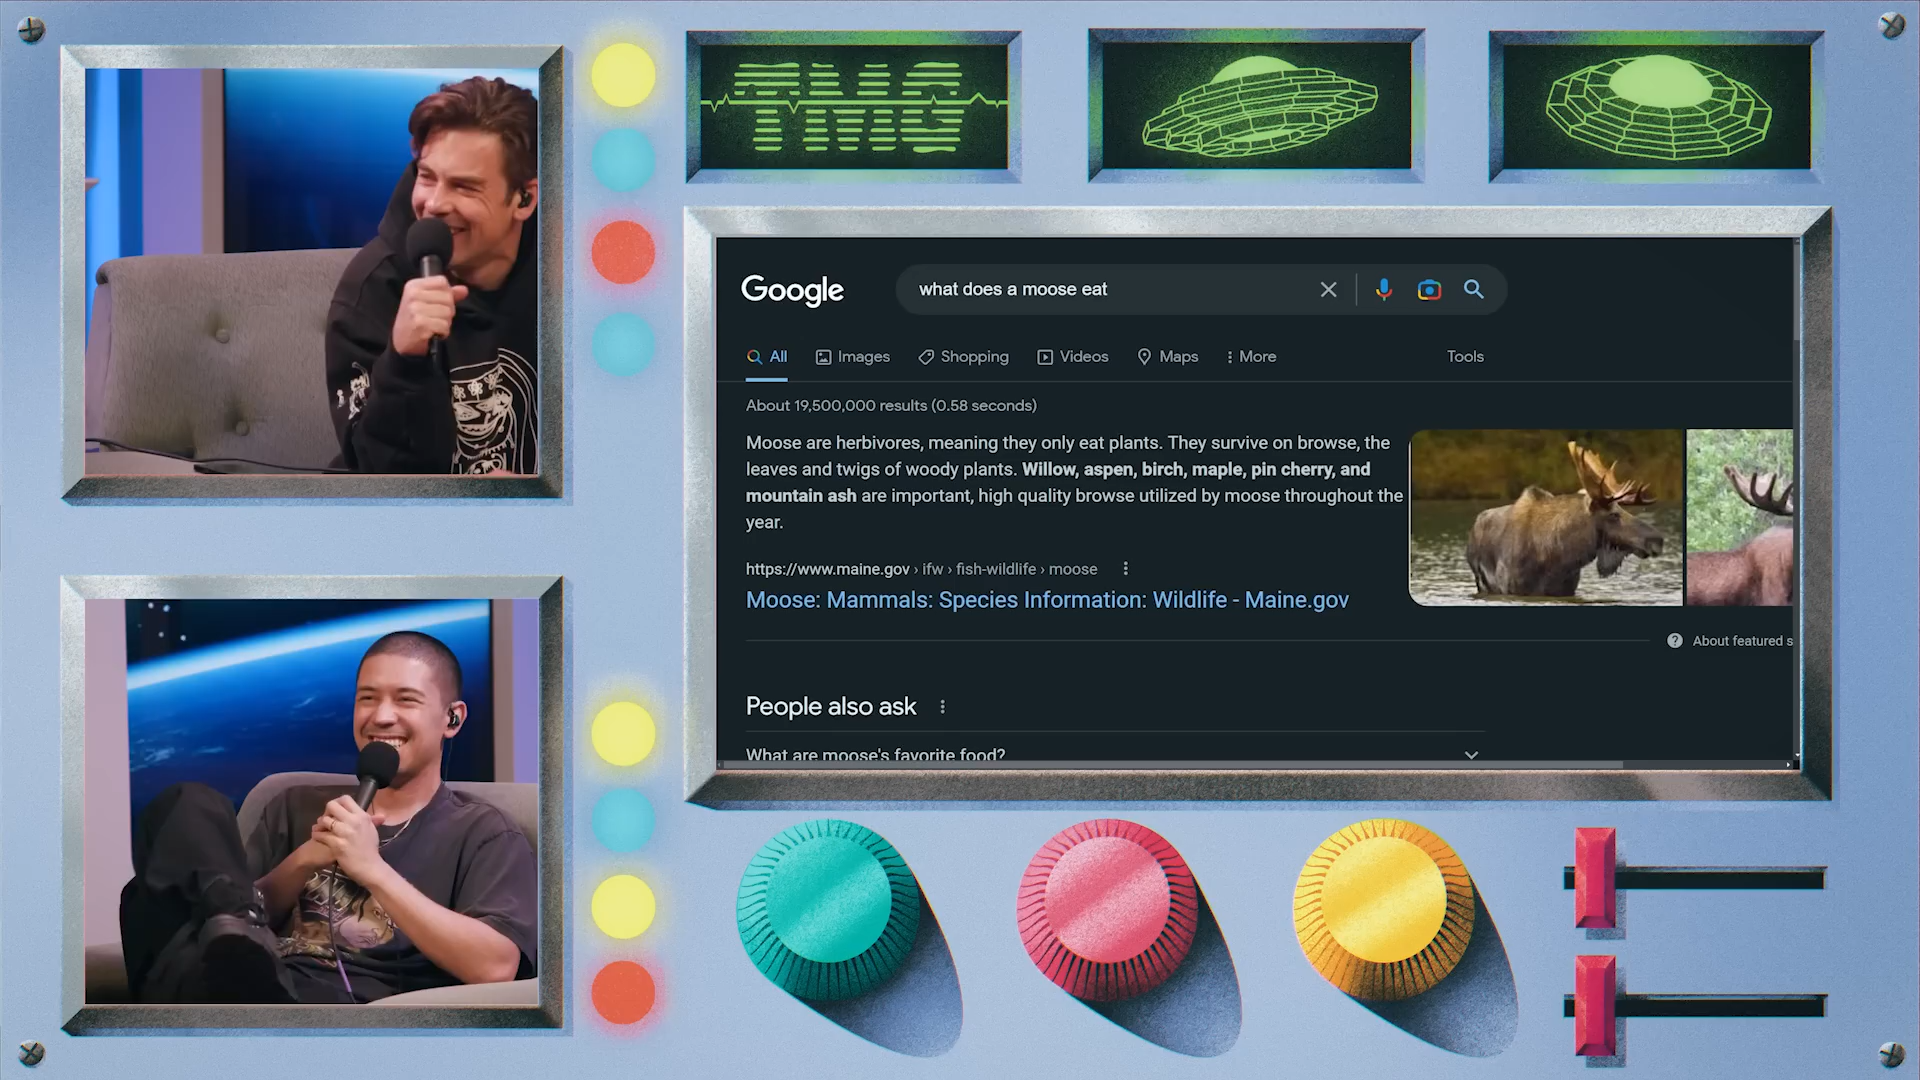 TMG
Google
what does a moose eat
All
Images
Shopping
Videos
Maps
More
Tools
About 19,500,000 results (0.58 seconds)
Moose are herbivores, meaning they only eat plants. They survive on browse, the
leaves and twigs of woody plants. Willow, aspen, birch, maple, pin cherry, and
mountain ash are important, high quality browse utilized by moose throughout the
year.
https://www.maine.gov › ifw › fish-wildlife › moose
Moose: Mammals: Species Information: Wildlife - Maine.gov
About featured s
People also ask
What are moose's favorite food?